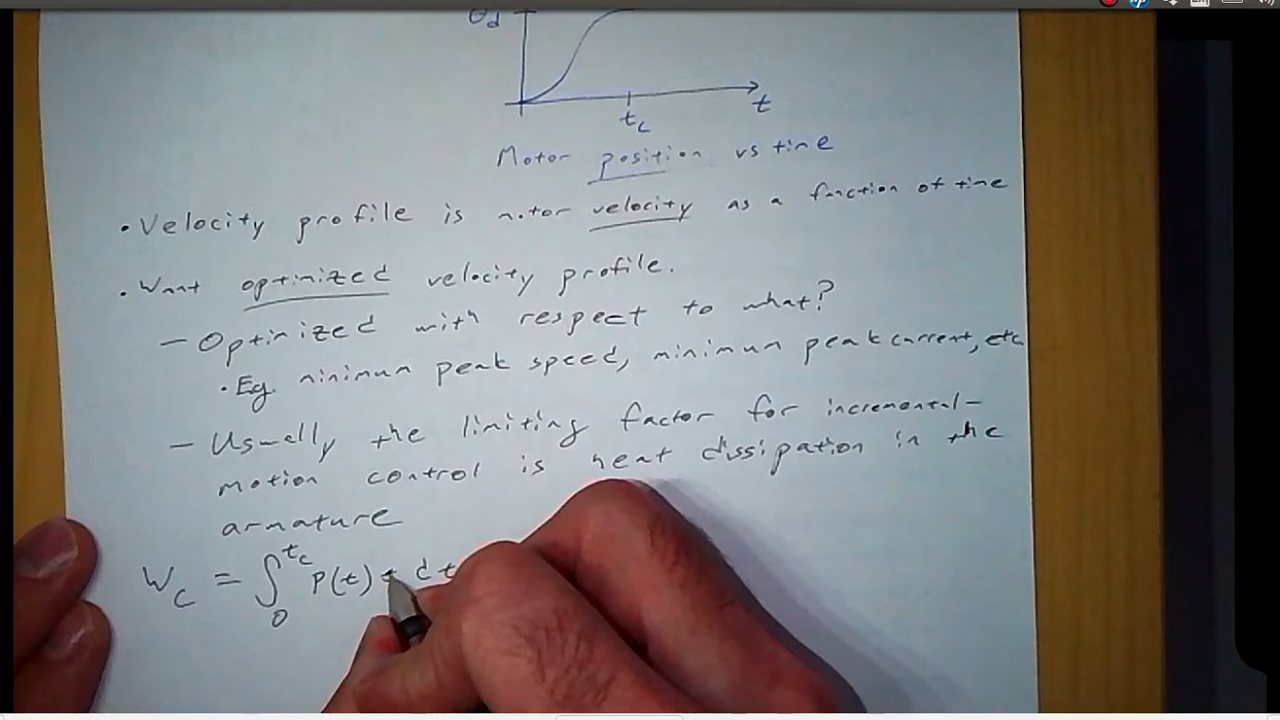 θd
t
tc
Motor position vs time
• Velocity profile is motor velocity as a function of time
• Want optimized velocity profile.
— Optimized with respect to what?
• Eg. minimum peak speed, minimum peak current, etc
— Usually the limiting factor for incremental-
motion control is heat dissipation in the
armature
Wc = ∫0^tc P(t) dt